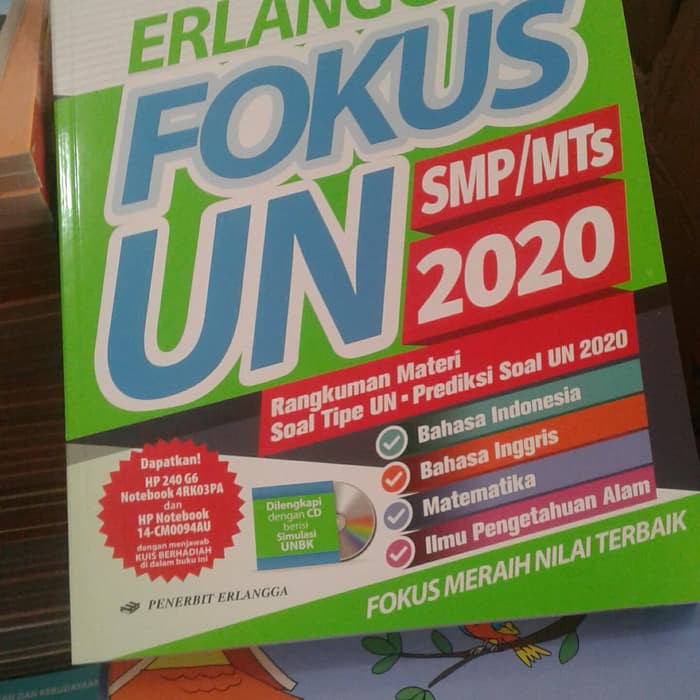 ERLANGGA
FOKUS
UN
SMP/MTs
2020
Rangkuman Materi
Soal Tipe UN • Prediksi Soal UN 2020
Bahasa Indonesia
Bahasa Inggris
Matematika
Ilmu Pengetahuan Alam
Dapatkan!
HP 240 G6
Notebook 4RK03PA
dan
HP Notebook
14-CM0094AU
dengan menjawab
KUIS BERHADIAH
di dalam buku ini
Dilengkapi
dengan CD
berisi
Simulasi
UNBK
PENERBIT ERLANGGA
FOKUS MERAIH NILAI TERBAIK
DAN KEBUDAYAAN